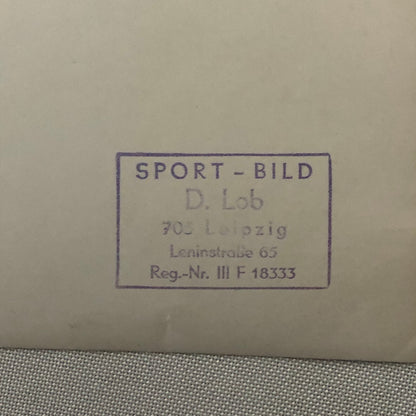 SPORT - BILD
D. Lob
705 Leipzig
Leninstraße 65
Reg.-Nr. III F 18333